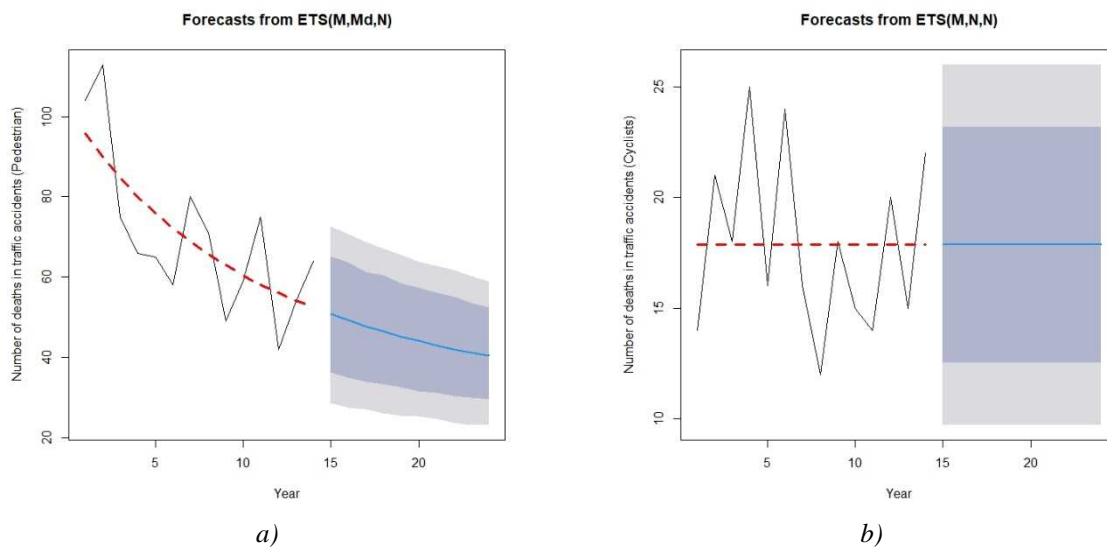 Forecasts from ETS(M,Md,N)
Number of deaths in traffic accidents (Pedestrian)
20
40
60
80
100
5
10
15
20
Year
a)
Forecasts from ETS(M,N,N)
Number of deaths in traffic accidents (Cyclists)
10
15
20
25
5
10
15
20
Year
b)